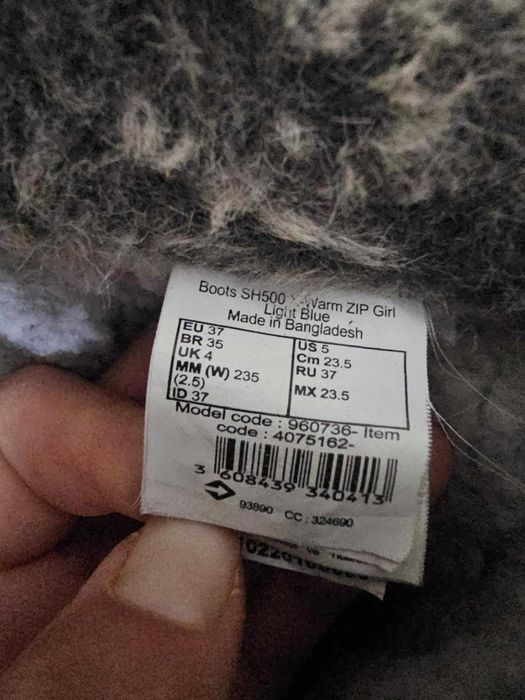 Boots SH500 X-Warm ZIP Girl
Light Blue
Made in Bangladesh
EU 37
BR 35
UK 4
MM (W) 235
(2.5)
ID 37
US 5
Cm 23.5
RU 37
MX 23.5
Model code : 960736- Item
code : 4075162-
3 608439 340413
93890 CC : 324690